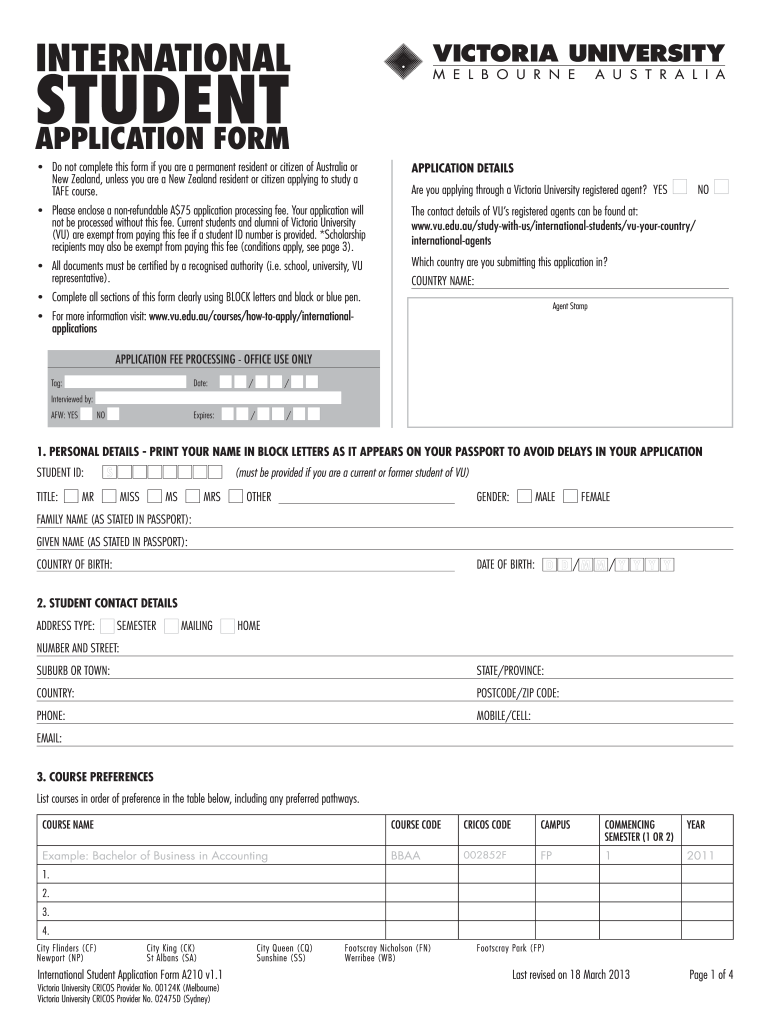 INTERNATIONAL
STUDENT
APPLICATION FORM
VICTORIA UNIVERSITY
MELBOURNE AUSTRALIA
• Do not complete this form if you are a permanent resident or citizen of Australia or
New Zealand, unless you are a New Zealand resident or citizen applying to study a
TAFE course.
• Please enclose a non-refundable A$75 application processing fee. Your application will
not be processed without this fee. Current students and alumni of Victoria University
(VU) are exempt from paying this fee if a student ID number is provided. *Scholarship
recipients may also be exempt from paying this fee (conditions apply, see page 3).
• All documents must be certified by a recognised authority (i.e. school, university, VU
representative).
• Complete all sections of this form clearly using BLOCK letters and black or blue pen.
• For more information visit: www.vu.edu.au/courses/how-to-apply/international-
applications
APPLICATION FEE PROCESSING - OFFICE USE ONLY
Tag: Date: / /
Interviewed by:
AFW: YES NO Expires: / /
APPLICATION DETAILS
Are you applying through a Victoria University registered agent? YES NO
The contact details of VU's registered agents can be found at:
www.vu.edu.au/study-with-us/international-students/vu-your-country/
international-agents
Which country are you submitting this application in?
COUNTRY NAME:
Agent Stamp
1. PERSONAL DETAILS - PRINT YOUR NAME IN BLOCK LETTERS AS IT APPEARS ON YOUR PASSPORT TO AVOID DELAYS IN YOUR APPLICATION
STUDENT ID: (must be provided if you are a current or former student of VU)
TITLE: MR MISS MS MRS OTHER GENDER: MALE FEMALE
FAMILY NAME (AS STATED IN PASSPORT):
GIVEN NAME (AS STATED IN PASSPORT):
COUNTRY OF BIRTH: DATE OF BIRTH: D D / M M / Y Y Y Y
2. STUDENT CONTACT DETAILS
ADDRESS TYPE: SEMESTER MAILING HOME
NUMBER AND STREET:
SUBURB OR TOWN: STATE/PROVINCE:
COUNTRY: POSTCODE/ZIP CODE:
PHONE: MOBILE/CELL:
EMAIL:
3. COURSE PREFERENCES
List courses in order of preference in the table below, including any preferred pathways.
COURSE NAME COURSE CODE CRICOS CODE CAMPUS COMMENCING YEAR
SEMESTER (1 OR 2)
Example: Bachelor of Business in Accounting BBAA 002852F FP 1 2011
1.
2.
3.
4.
City Flinders (CF) City King (CK) City Queen (CQ) Footscray Nicholson (FN) Footscray Park (FP)
Newport (NP) St Albans (SA) Sunshine (SS) Werribee (WB)
International Student Application Form A210 v1.1 Last revised on 18 March 2013 Page 1 of 4
Victoria University CRICOS Provider No. 00124K (Melbourne)
Victoria University CRICOS Provider No. 02475D (Sydney)